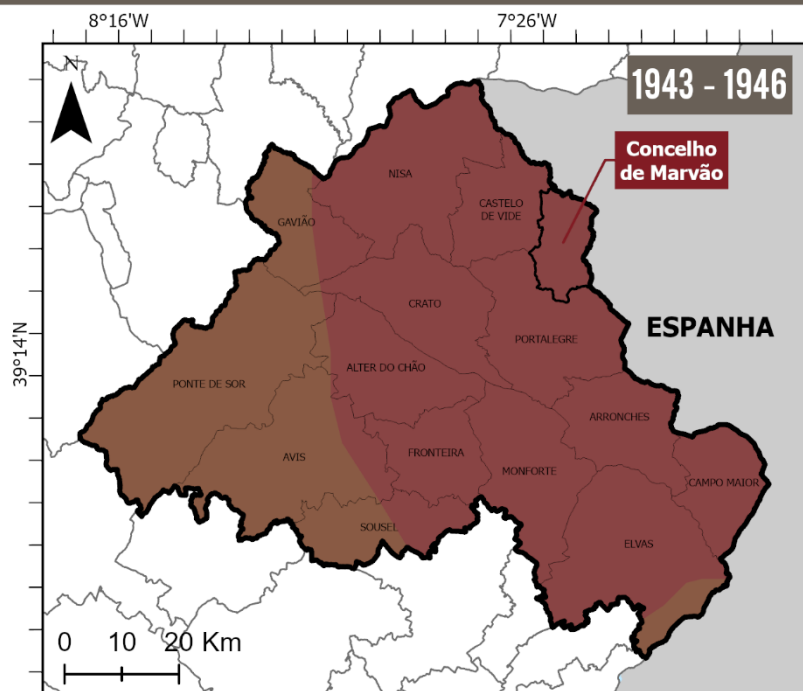 8°16'W
7°26'W
N
1943 - 1946
Concelho
de Marvão
NISA
CASTELO
DE VIDE
GAVIÃO
CRATO
ESPANHA
39°14'N
PORTALEGRE
ALTER DO CHÃO
PONTE DE SOR
ARRONCHES
FRONTEIRA
AVIS
MONFORTE
CAMPO MAIOR
SOUSEL
ELVAS
0 10 20 Km